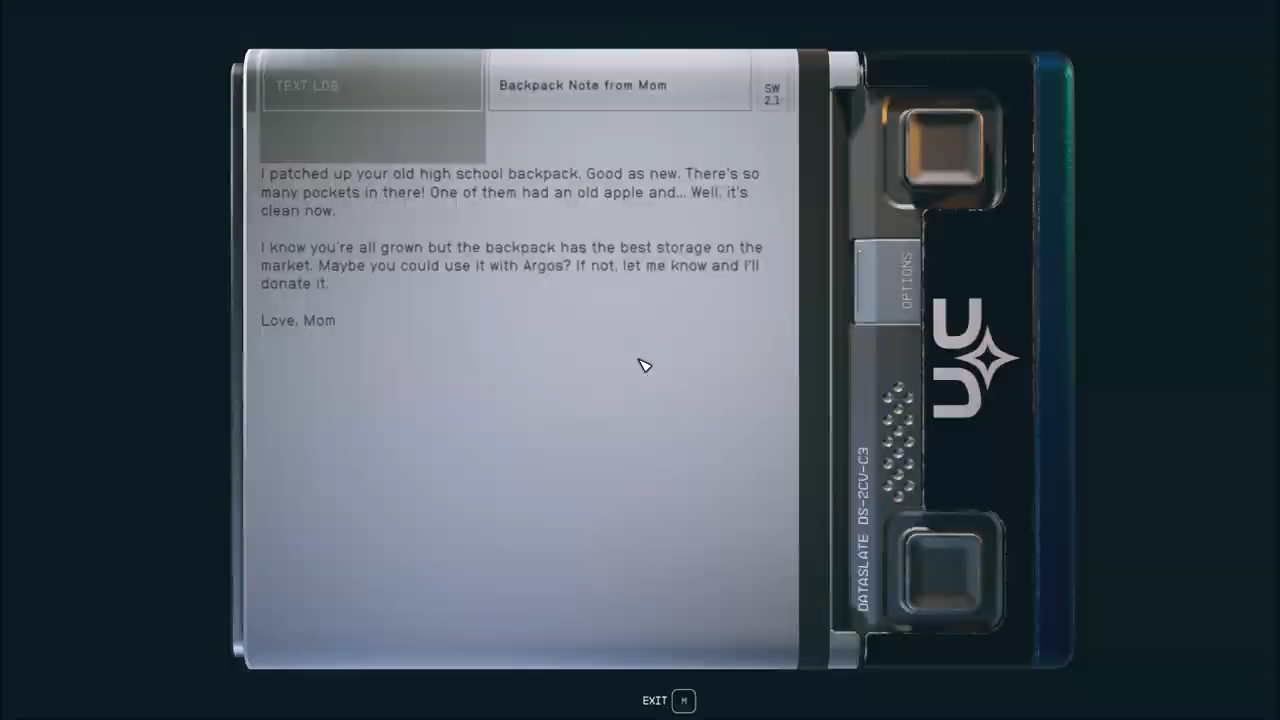 TEXT LOG
Backpack Note from Mom
SW
2.1
I patched up your old high school backpack. Good as new. There's so
many pockets in there! One of them had an old apple and... Well, it's
clean now.
I know you're all grown but the backpack has the best storage on the
market. Maybe you could use it with Argos? If not, let me know and I'll
donate it.
Love, Mom
OPTIONS
UC
DATASLATE DS-2CV-C3
EXIT M